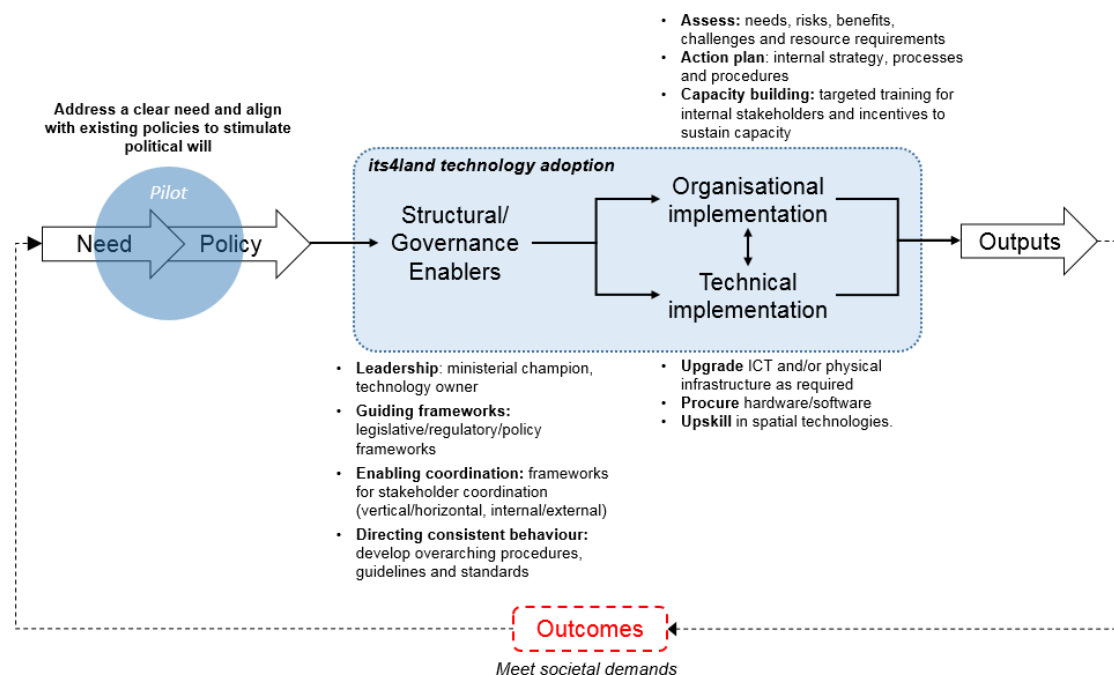 • Assess: needs, risks, benefits,
challenges and resource requirements
• Action plan: internal strategy, processes
and procedures
• Capacity building: targeted training for
internal stakeholders and incentives to
sustain capacity
Address a clear need and align
with existing policies to stimulate
political will
Pilot
Need
Policy
its4land technology adoption
Structural/
Governance
Enablers
Organisational
implementation
Technical
implementation
Outputs
• Leadership: ministerial champion,
technology owner
• Guiding frameworks:
legislative/regulatory/policy
frameworks
• Enabling coordination: frameworks
for stakeholder coordination
(vertical/horizontal, internal/external)
• Directing consistent behaviour:
develop overarching procedures,
guidelines and standards
• Upgrade ICT and/or physical
infrastructure as required
• Procure hardware/software
• Upskill in spatial technologies.
Outcomes
Meet societal demands